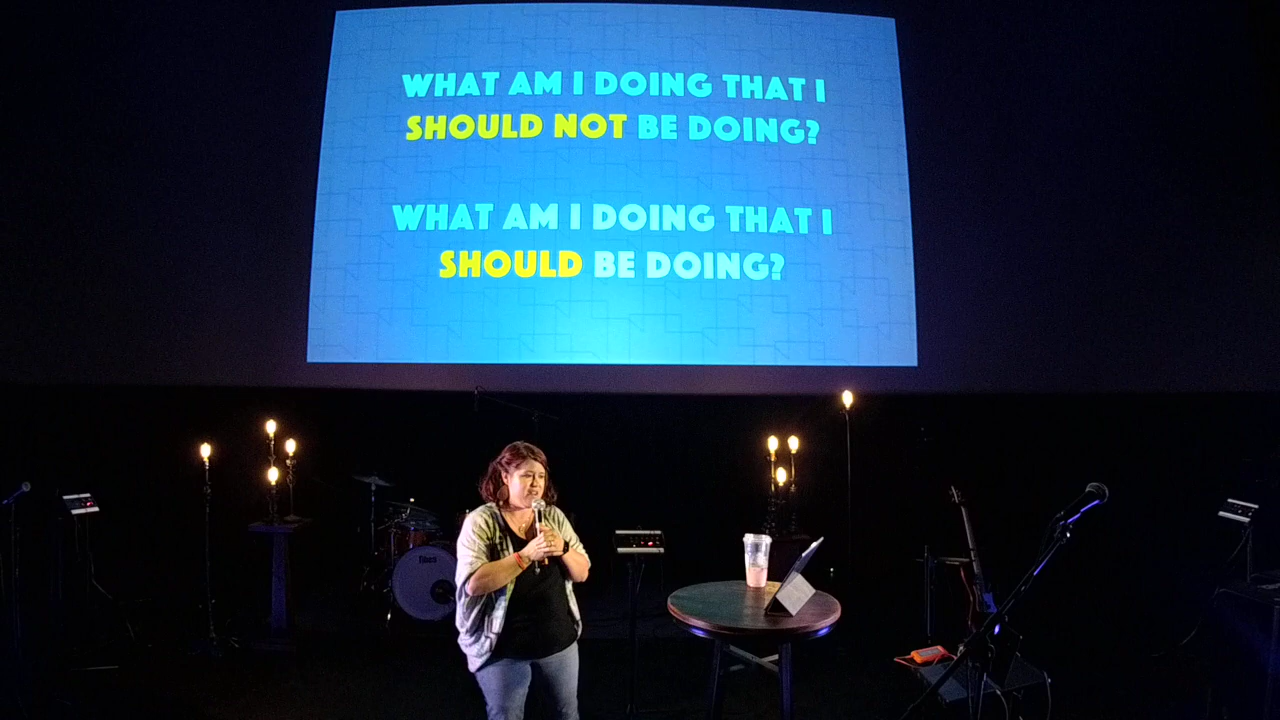 WHAT AM I DOING THAT I
SHOULD NOT BE DOING?
WHAT AM I DOING THAT I
SHOULD BE DOING?